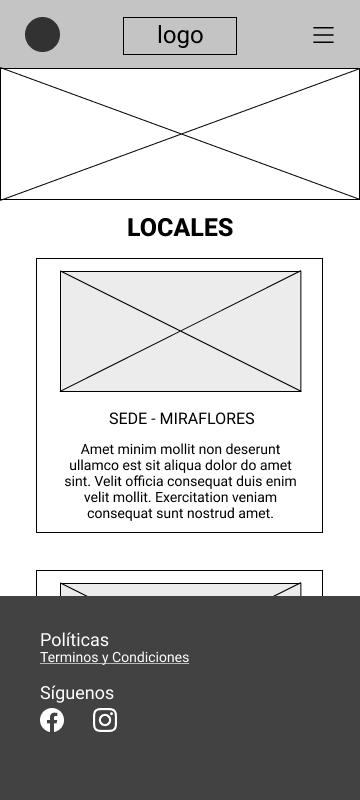 logo
LOCALES
SEDE - MIRAFLORES
Amet minim mollit non deserunt
ullamco est sit aliqua dolor do amet
sint. Velit officia consequat duis enim
velit mollit. Exercitation veniam
consequat sunt nostrud amet.
Políticas
Terminos y Condiciones
Síguenos